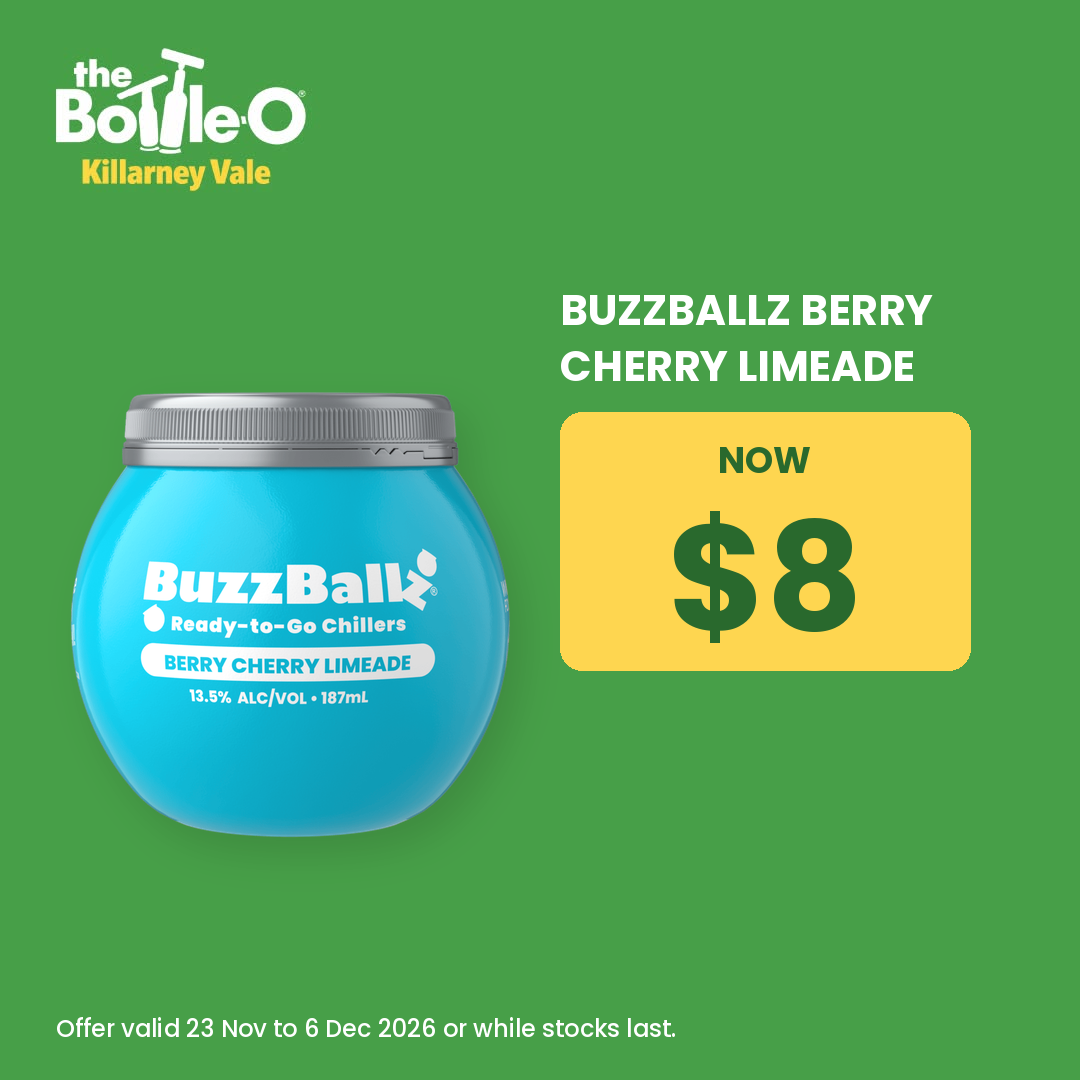 the
Bottle-O®
Killarney Vale
BUZZBALLZ BERRY
CHERRY LIMEADE
NOW
$8
BuzzBallz®
Ready-to-Go Chillers
BERRY CHERRY LIMEADE
13.5% ALC/VOL • 187mL
Offer valid 23 Nov to 6 Dec 2026 or while stocks last.